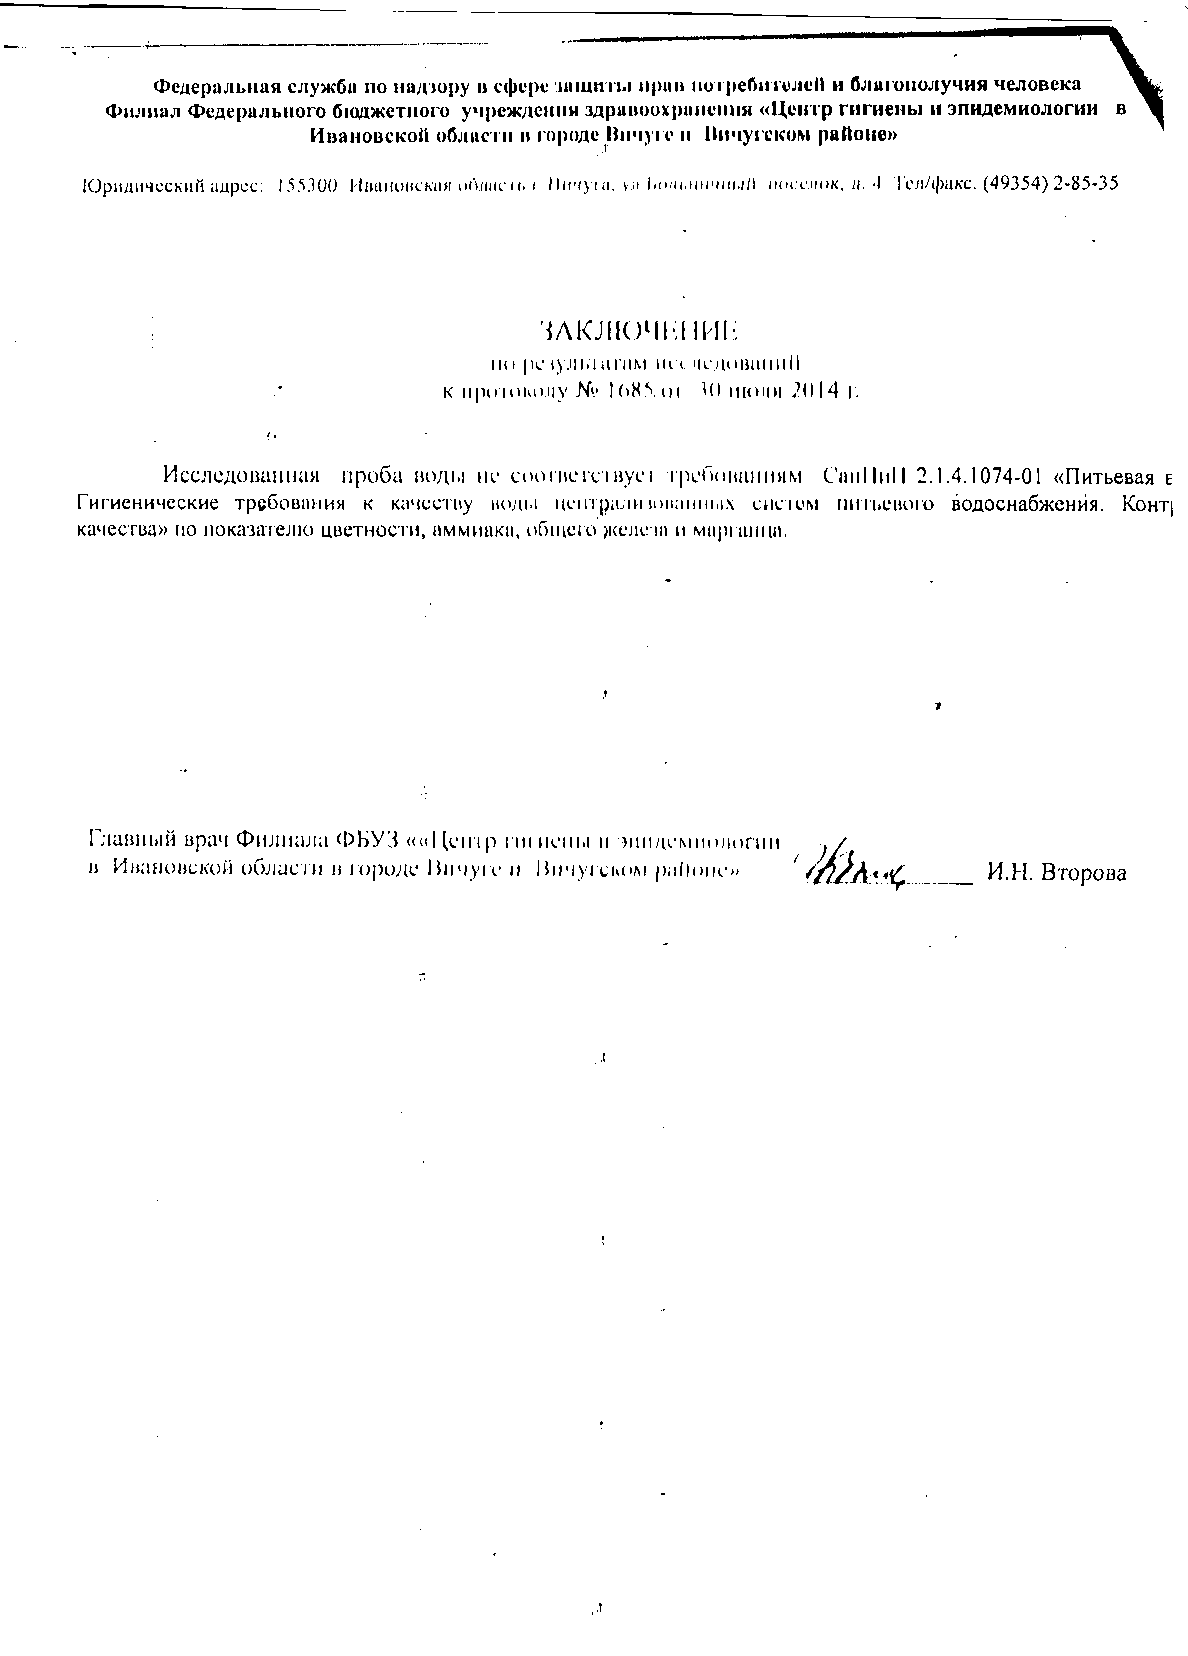 Федеральная служба по надзору в сфере защиты прав потребителей и благополучия человека
Филиал Федерального бюджетного учреждения здравоохранения «Центр гигиены и эпидемиологии в
Ивановской области в городе Вичуге и Вичугском районе»
Юридический адрес: 155300 Ивановская область г. Вичуга, ул Больничный поселок, д. 4 Тел/факс. (49354) 2-85-35
ЗАКЛЮЧЕНИЕ
по результатам исследований
к протоколу № 1685 от 30 2014 г.
Исследованная проба воды не соответствует требованиям СанПиН 2.1.4.1074-01 «Питьевая в
Гигиенические требования к качеству воды централизованных систем питьевого водоснабжения. Конт
качества» по показателю цветности, аммиака, общего железа и марганца.
Главный врач Филиала ФБУЗ ««Центр гигиены и эпидемиологии
в Ивановской области в городе Вичуге и Вичугском районе» И.Н. Второва